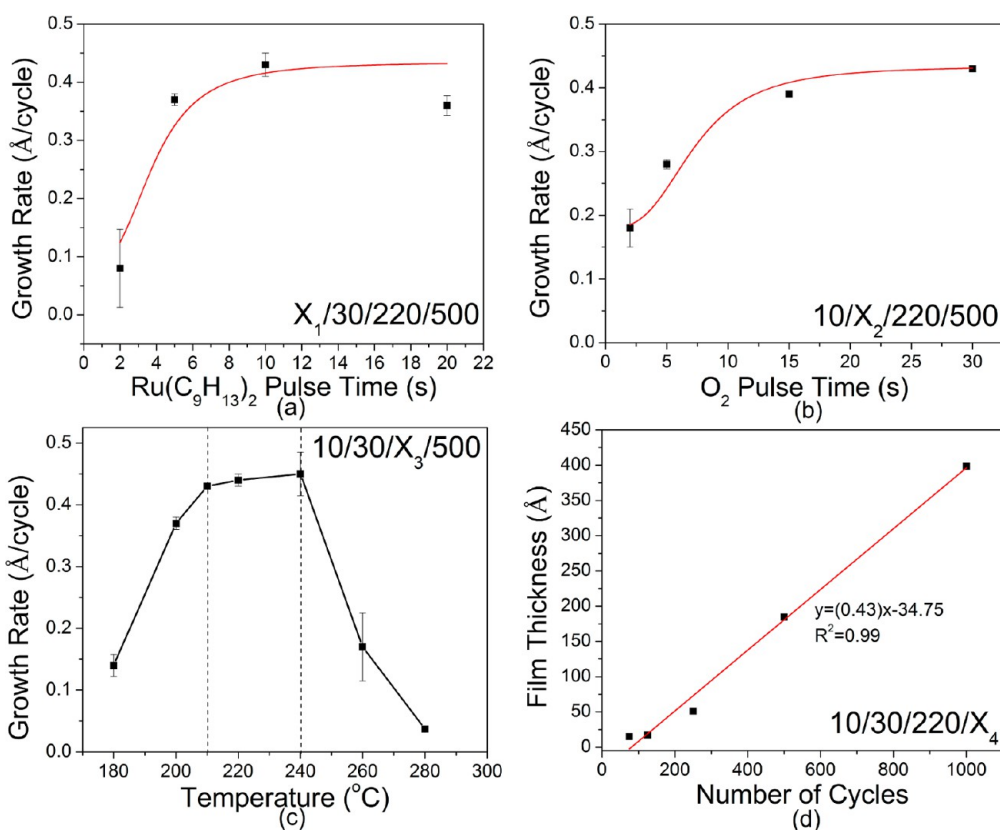 0.5
0.4
0.3
0.2
0.1
0.0
Growth Rate (Å/cycle)
X₁/30/220/500
0 2 4 6 8 10 12 14 16 18 20 22
Ru(C₉H₁₃)₂ Pulse Time (s)
(a)
0.5
0.4
0.3
0.2
0.1
0.0
Growth Rate (Å/cycle)
10/X₂/220/500
0 5 10 15 20 25 30
O₂ Pulse Time (s)
(b)
0.5
0.4
0.3
0.2
0.1
0.0
Growth Rate (Å/cycle)
10/30/X₃/500
180 200 220 240 260 280 300
Temperature (°C)
(c)
450
400
350
300
250
200
150
100
50
0
Film Thickness (Å)
y=(0.43)x-34.75
R²=0.99
10/30/220/X₄
0 200 400 600 800 1000
Number of Cycles
(d)